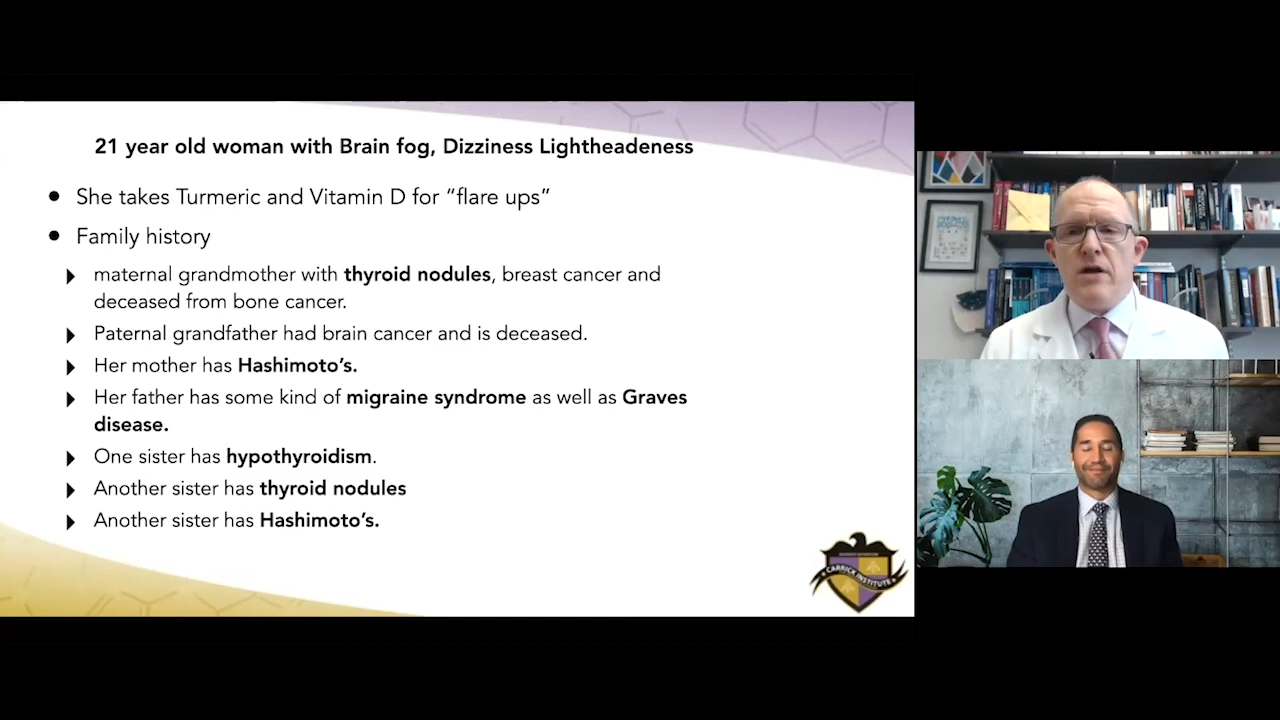 21 year old woman with Brain fog, Dizziness Lightheadeness
She takes Turmeric and Vitamin D for “flare ups”
Family history
maternal grandmother with thyroid nodules, breast cancer and
deceased from bone cancer.
Paternal grandfather had brain cancer and is deceased.
Her mother has Hashimoto’s.
Her father has some kind of migraine syndrome as well as Graves
disease.
One sister has hypothyroidism.
Another sister has thyroid nodules
Another sister has Hashimoto’s.
CARRICK INSTITUTE